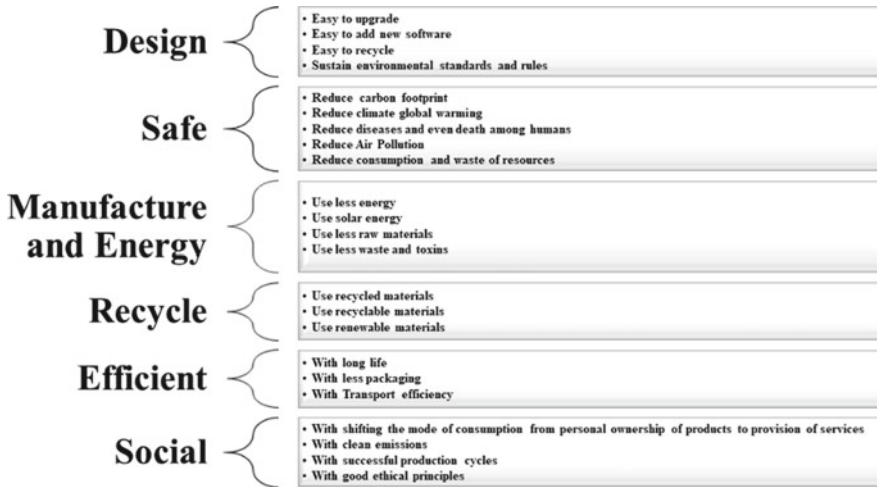 Design
• Easy to upgrade
• Easy to add new software
• Easy to recycle
• Sustain environmental standards and rules
Safe
• Reduce carbon footprint
• Reduce climate global warming
• Reduce diseases and even death among humans
• Reduce Air Pollution
• Reduce consumption and waste of resources
Manufacture
and Energy
• Use less energy
• Use solar energy
• Use less raw materials
• Use less waste and toxins
Recycle
• Use recycled materials
• Use recyclable materials
• Use renewable materials
Efficient
• With long life
• With less packaging
• With Transport efficiency
Social
• With shifting the mode of consumption from personal ownership of products to provision of services
• With clean emissions
• With successful production cycles
• With good ethical principles